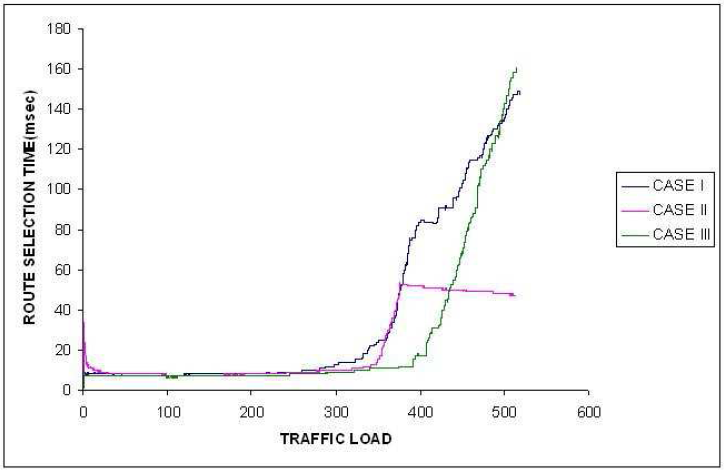 180
160
140
120
100
80
60
40
20
0
ROUTE SELECTION TIME(msec)
0 100 200 300 400 500 600
TRAFFIC LOAD
CASE I
CASE II
CASE III